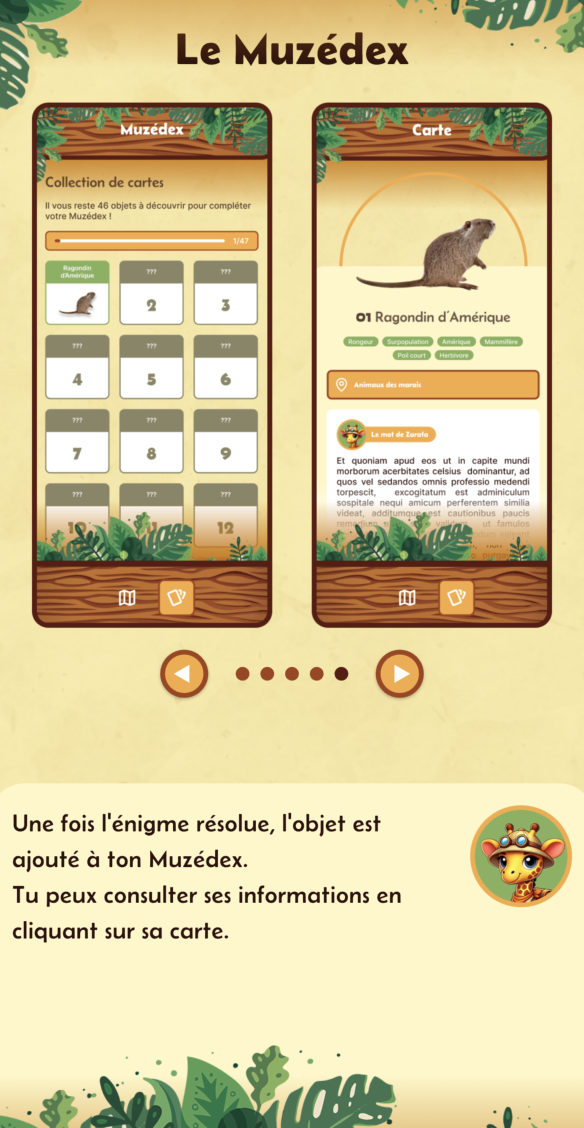 Le Muzédex
Muzédex
Collection de cartes
Il vous reste 46 objets à découvrir pour compléter
votre Muzédex !
1/47
Ragondin
d'Amérique
???
???
2
3
???
???
???
4
5
6
???
???
???
7
8
9
???
???
???
10
11
12
Carte
01 Ragondin d'Amérique
Rongeur
Surpopulation
Amérique
Mammifère
Poil court
Herbivore
Animaux des marais
Le mot de Zarafa
Et quoniam apud eos ut in capite mundi
morborum acerbitates celsius dominantur, ad
quos vel sedandos omnis professio medendi
torpescit, excogitatum est adminiculum
sospitale nequi amicum perferentem similia
videat, additumque est cautionibus paucis
remedium
ut famulos
Une fois l'énigme résolue, l'objet est
ajouté à ton Muzédex.
Tu peux consulter ses informations en
cliquant sur sa carte.